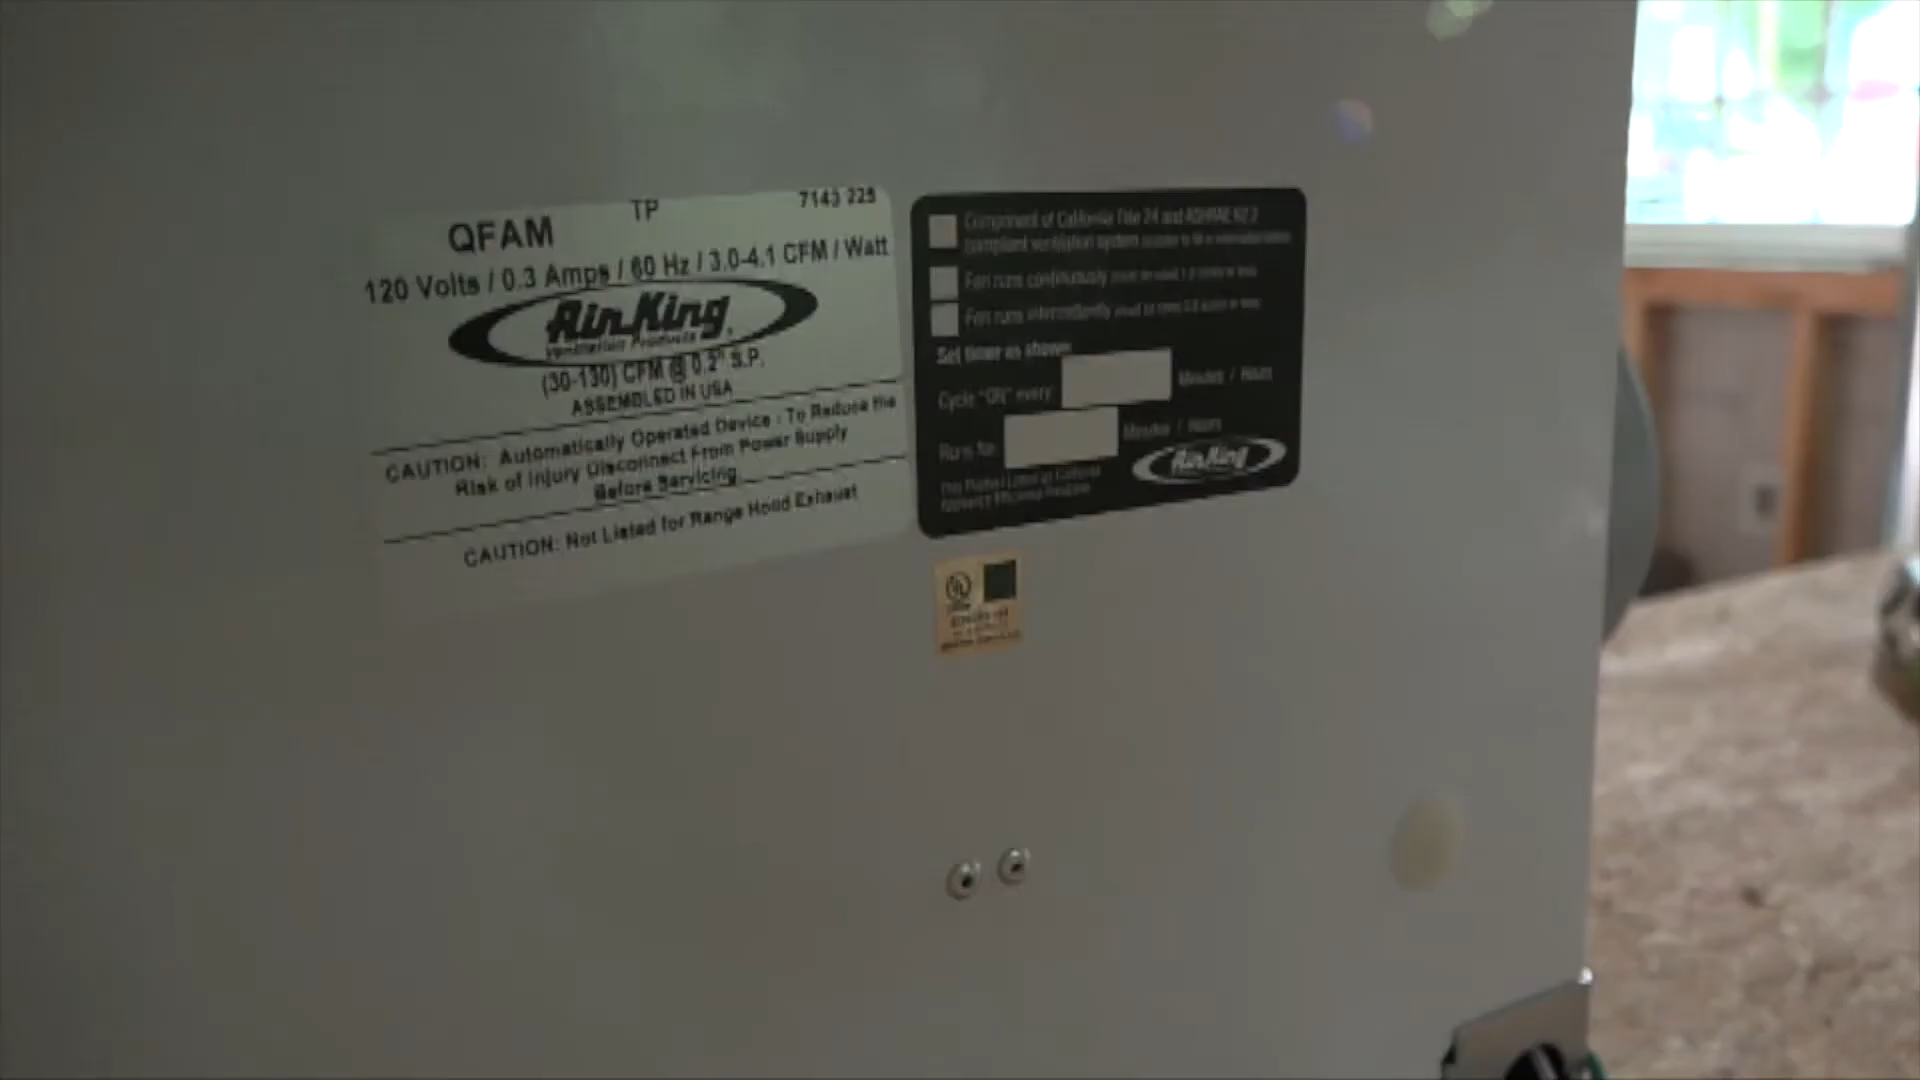 QFAM TP 7143 225
120 Volts / 0.3 Amps / 60 Hz / 3.0-4.1 CFM / Watt
Air King
Ventilation Products
(30-130) CFM @ 0.2" S.P.
ASSEMBLED IN USA
CAUTION: Automatically Operated Device - To Reduce the
Risk of Injury Disconnect From Power Supply
Before Servicing
CAUTION: Not Listed for Range Hood Exhaust
Component of California Title 24 and ASHRAE 62.2
compliant ventilation system
Fan runs continuously
Fan runs intermittently
Set timer as shown
Cycle "ON" every Minutes / Hours
Runs for Minutes / Hours
Air King
UL